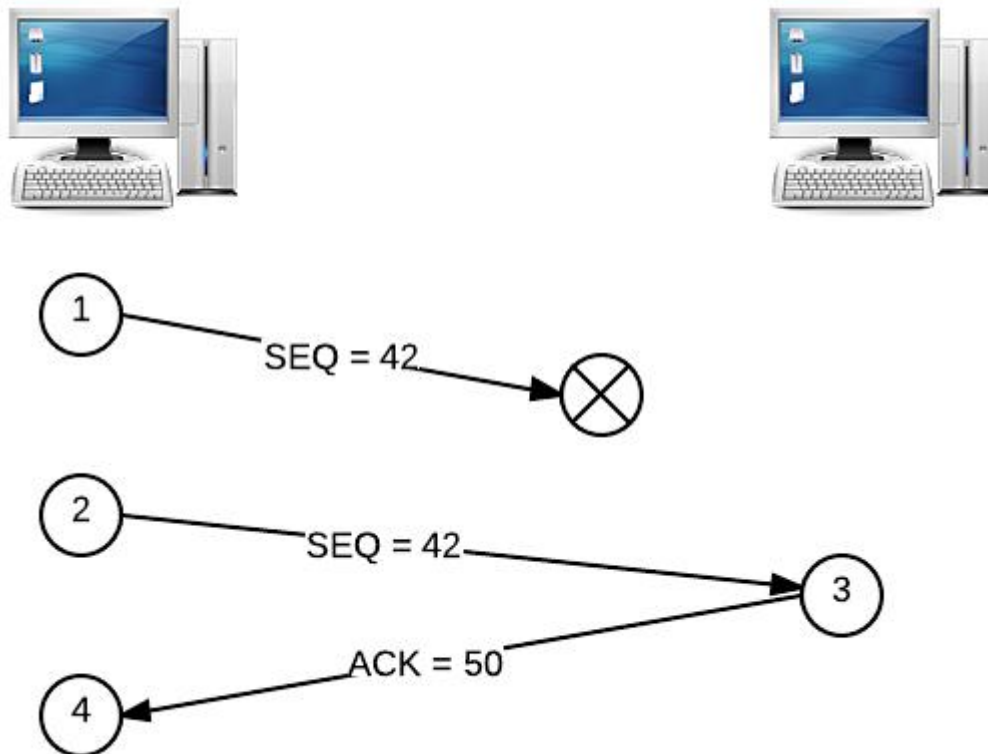 1
SEQ = 42
2
SEQ = 42
3
ACK = 50
4